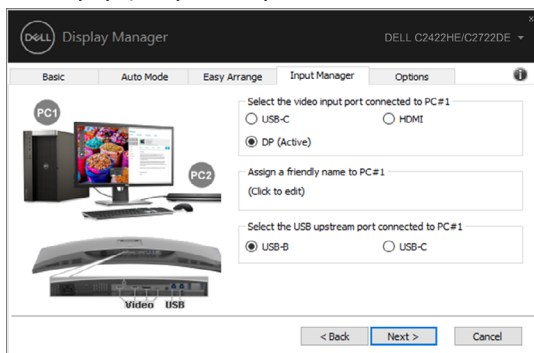 DELL Display Manager
DELL C2422HE/C2722DE
x
Basic
Auto Mode
Easy Arrange
Input Manager
Options
i
PC1
PC2
Video USB
Select the video input port connected to PC#1
USB-C
HDMI
DP (Active)
Assign a friendly name to PC#1
(Click to edit)
Select the USB upstream port connected to PC#1
USB-B
USB-C
< Back
Next >
Cancel